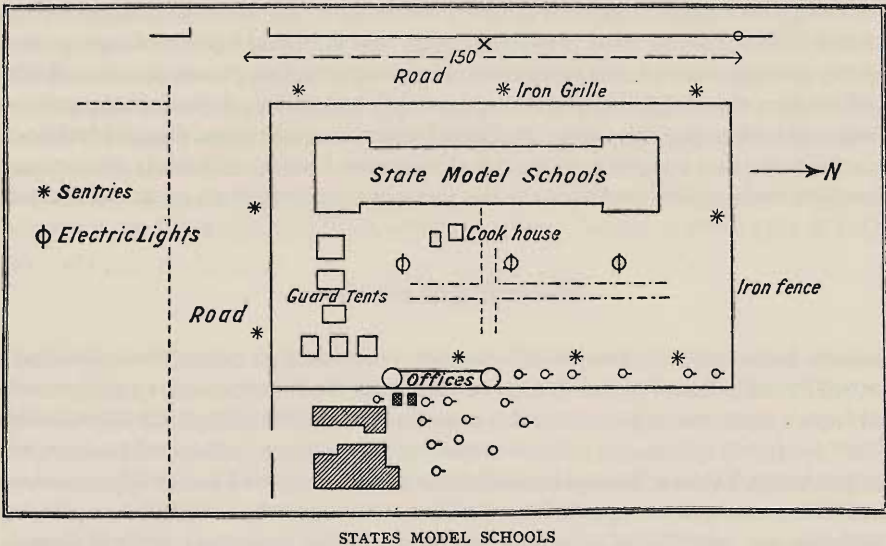 150
Road
Iron Grille
State Model Schools
N
Sentries
Electric Lights
Cook house
Guard Tents
Iron fence
Road
Offices
STATES MODEL SCHOOLS